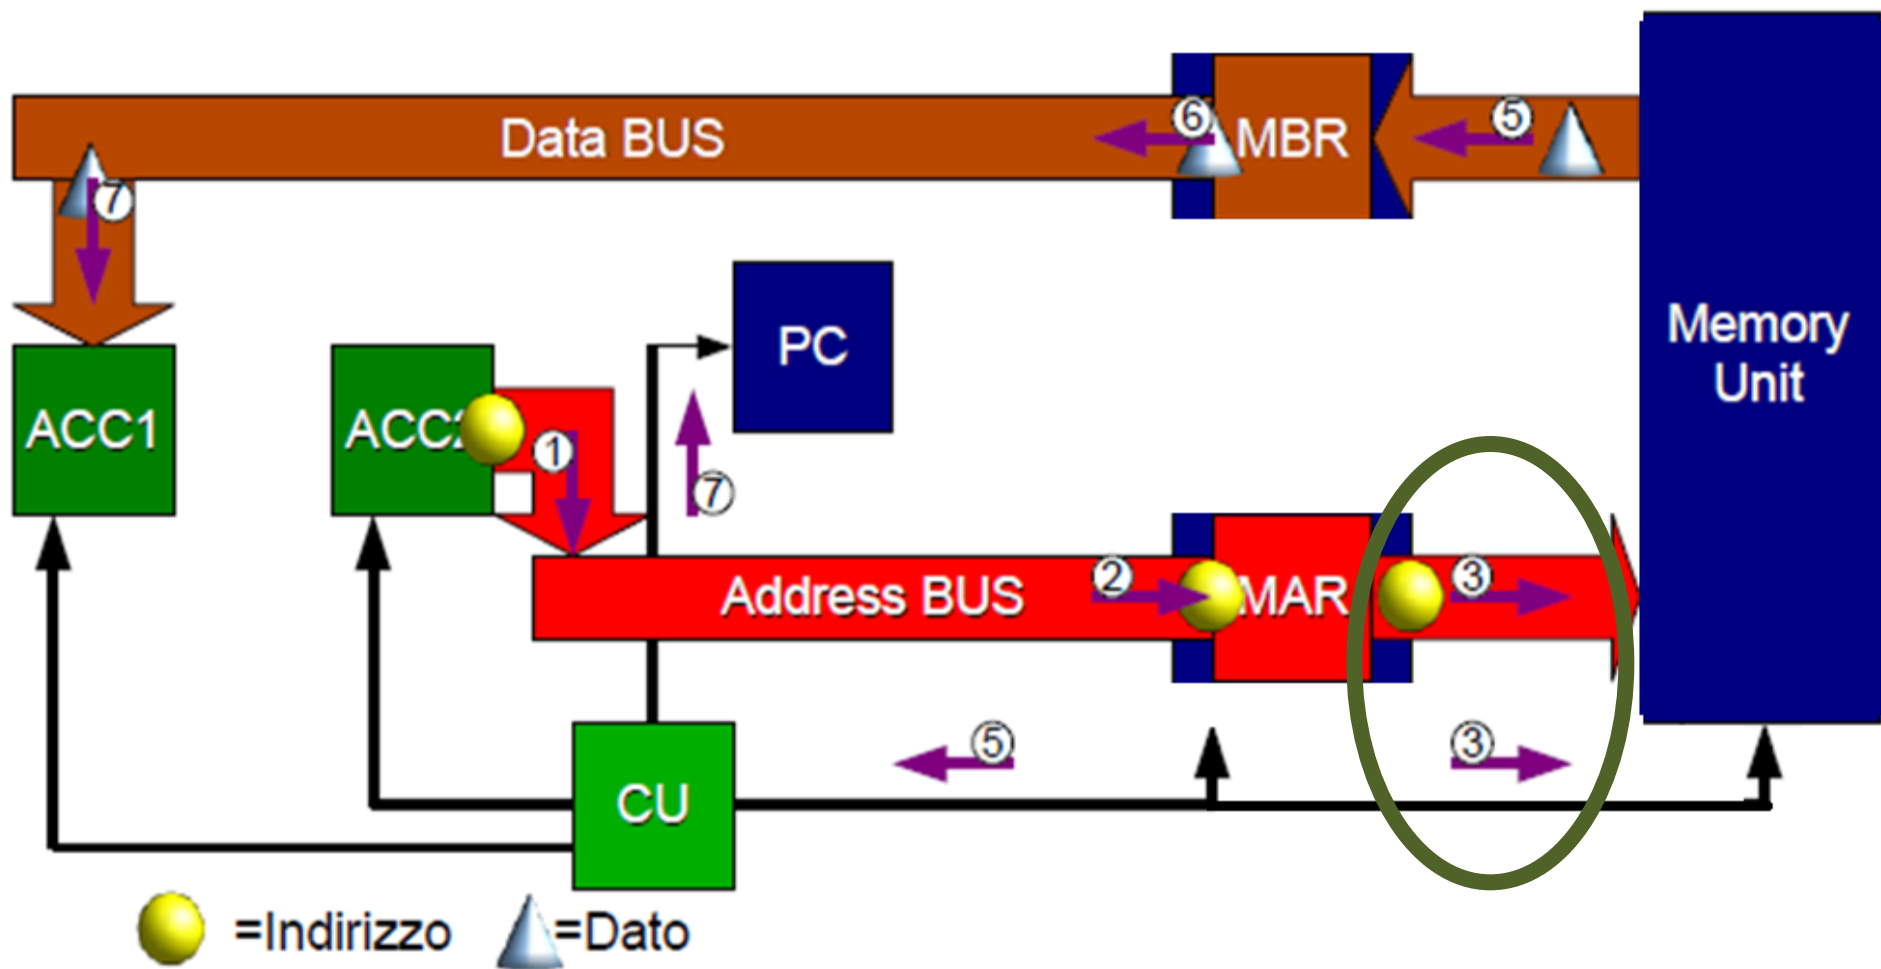 Data BUS
6
MBR
5
7
PC
Memory
Unit
ACC1
ACC2
1
7
Address BUS
2
MAR
3
5
3
CU
=Indirizzo
=Dato